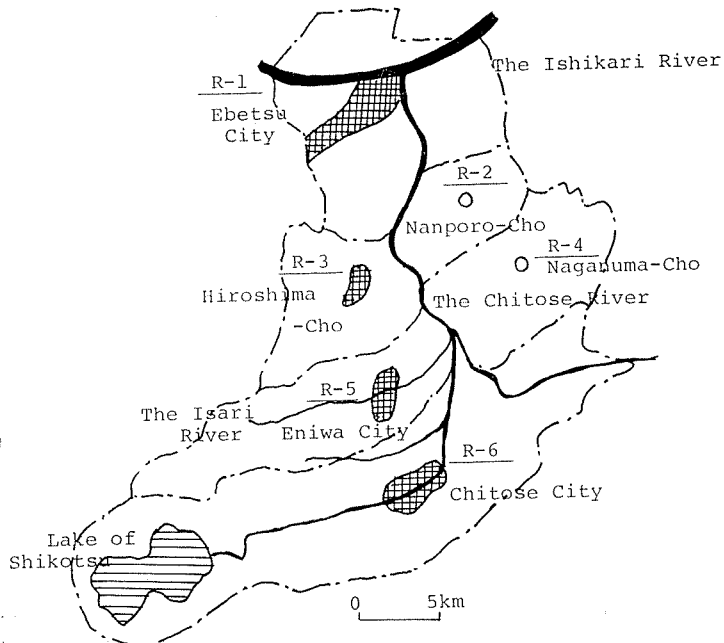 The Ishikari River
R-1
Ebetsu
City
R-2
Nanporo-Cho
R-4
Naganuma-Cho
R-3
Hiroshima
-Cho
The Chitose River
R-5
The Isari
River
Eniwa City
R-6
Chitose City
Lake of
Shikotsu
0 5km